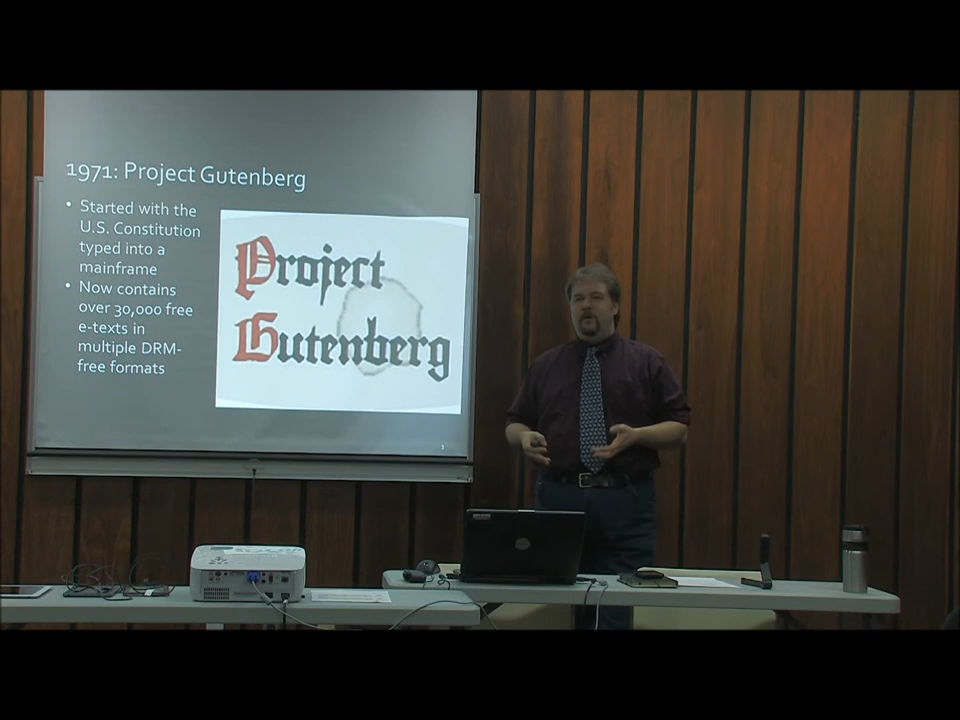 1971: Project Gutenberg
• Started with the
U.S. Constitution
typed into a
mainframe
• Now contains
over 30,000 free
e-texts in
multiple DRM-
free formats
Project
Gutenberg